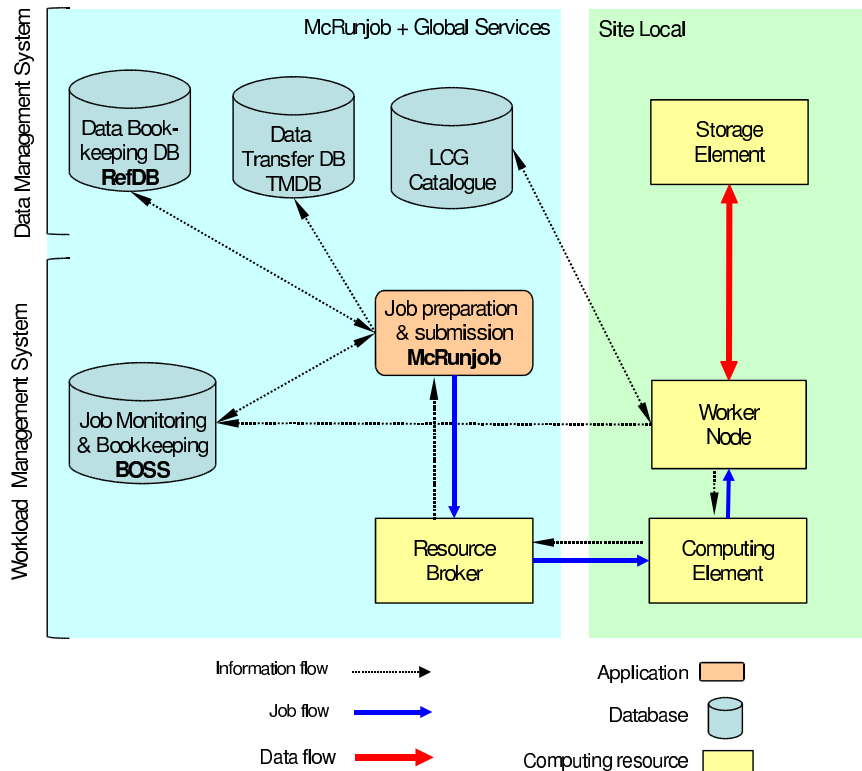 McRunjob + Global Services
Site Local
Data Management System
Data Book-
keeping DB
RefDB
Data
Transfer DB
TMDB
LCG
Catalogue
Storage
Element
Workload Management System
Job preparation
& submission
McRunjob
Job Monitoring
& Bookkeeping
BOSS
Worker
Node
Resource
Broker
Computing
Element
Information flow
Job flow
Data flow
Application
Database
Computing resource